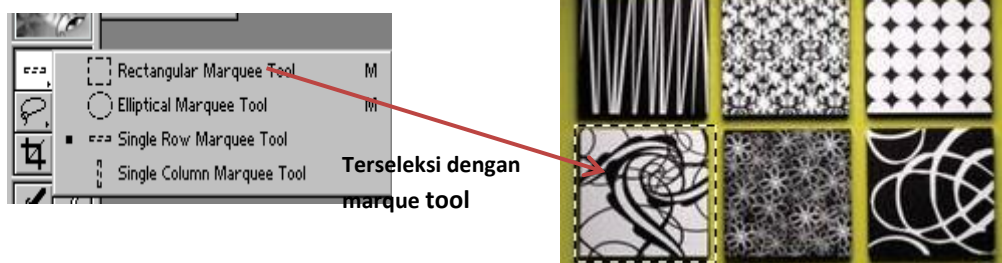 Rectangular Marquee Tool M
Elliptical Marquee Tool M
Single Row Marquee Tool
Single Column Marquee Tool
Terseleksi dengan
marque tool